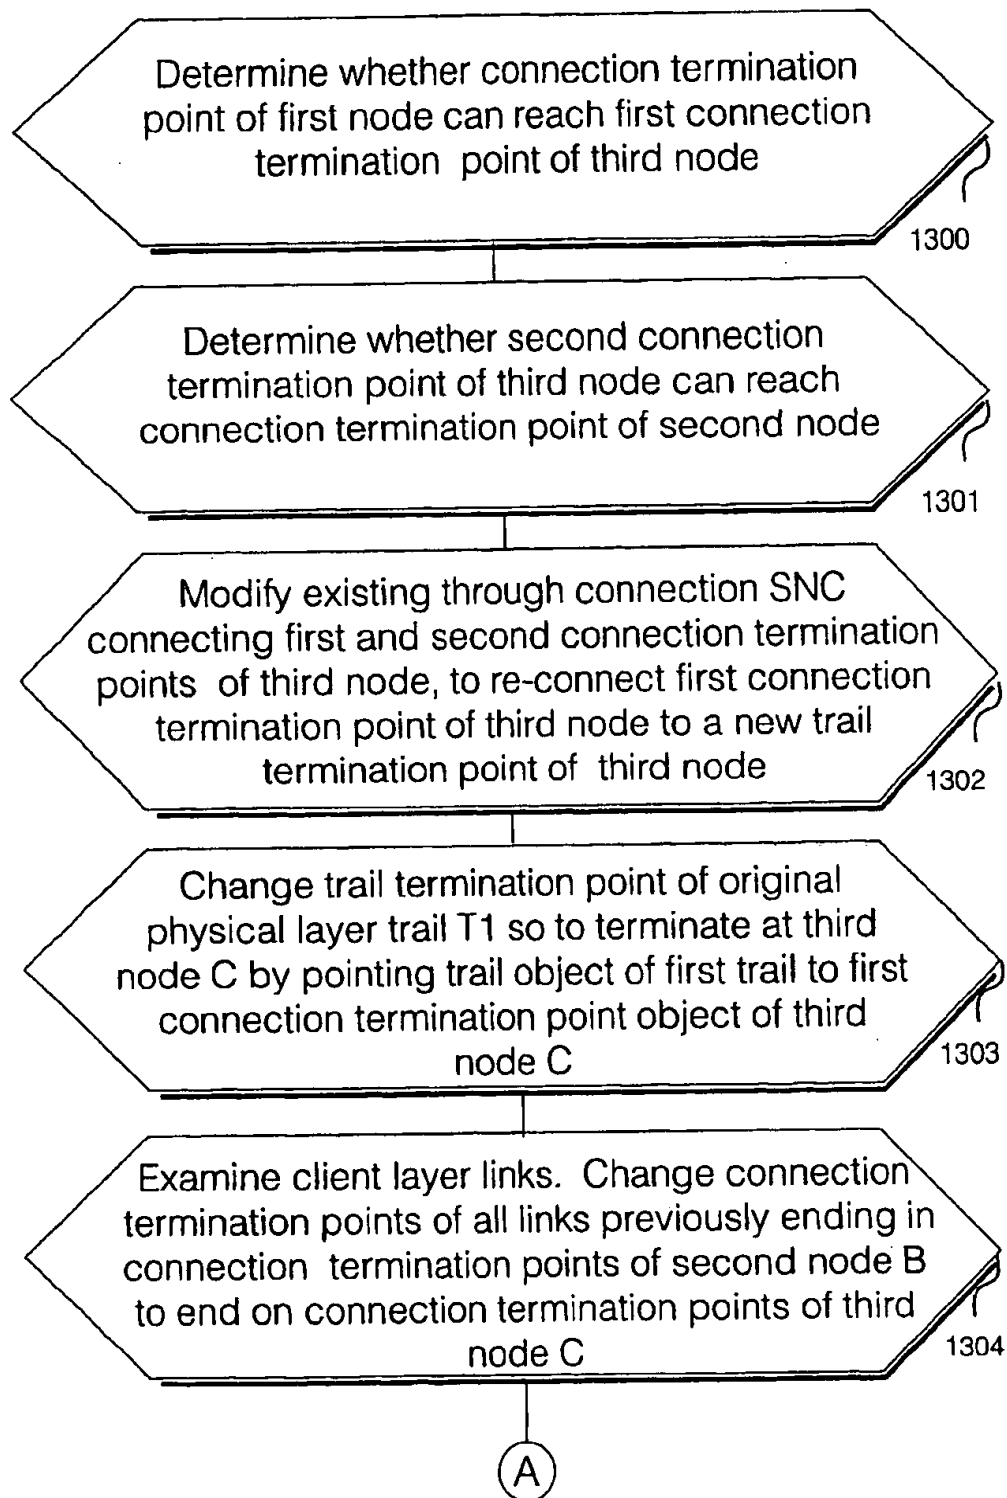 Determine whether connection termination
point of first node can reach first connection
termination point of third node
1300
Determine whether second connection
termination point of third node can reach
connection termination point of second node
1301
Modify existing through connection SNC
connecting first and second connection termination
points of third node, to re-connect first connection
termination point of third node to a new trail
termination point of third node
1302
Change trail termination point of original
physical layer trail T1 so to terminate at third
node C by pointing trail object of first trail to first
connection termination point object of third
node C
1303
Examine client layer links. Change connection
termination points of all links previously ending in
connection termination points of second node B
to end on connection termination points of third
node C
1304
A